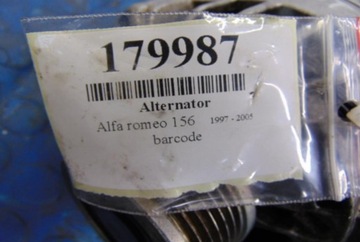 179987
Alternator
Alfa romeo 156 1997 - 2005
barcode